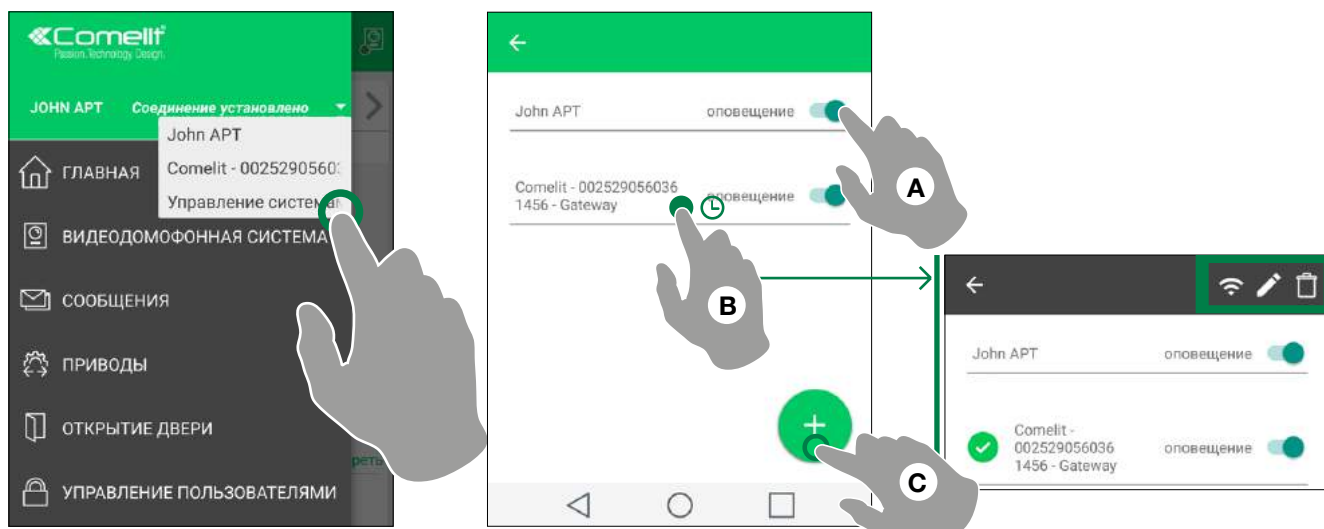 Comelit
Passion.Technology.Design.
JOHN APT Соединение установлено
John APT
Comelit - 0025290560
Управление система
ГЛАВНАЯ
ВИДЕОДОМОФОННАЯ СИСТЕМА
СООБЩЕНИЯ
ПРИВОДЫ
ОТКРЫТИЕ ДВЕРИ
УПРАВЛЕНИЕ ПОЛЬЗОВАТЕЛЯМИ
реть
John APT оповещение
A
Comelit - 002529056036
1456 - Gateway оповещение
B
+
C
John APT оповещение
Comelit -
002529056036 оповещение
1456 - Gateway